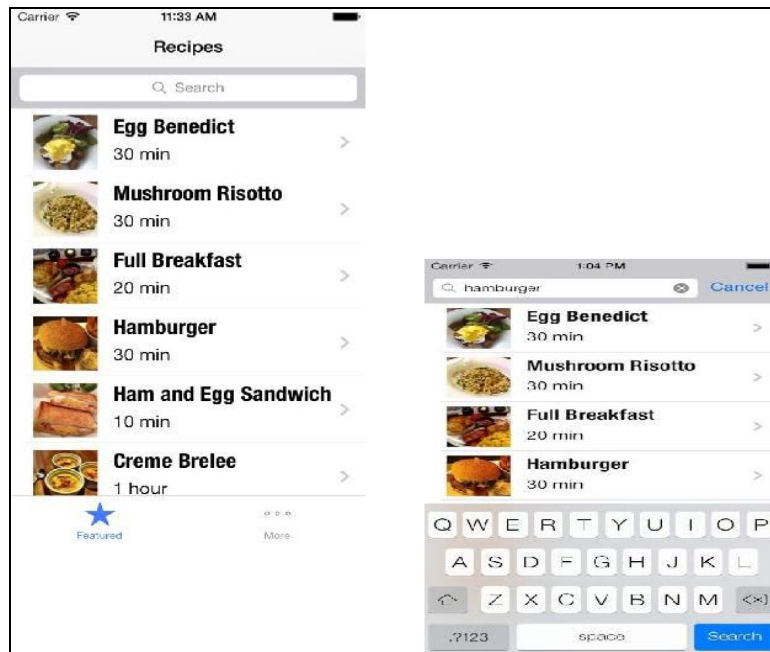 Carrier 11:33 AM
Recipes
Search
Egg Benedict
30 min
Mushroom Risotto
30 min
Full Breakfast
20 min
Hamburger
30 min
Ham and Egg Sandwich
10 min
Creme Brelee
1 hour
Featured More
Carrier 1:04 PM
hamburger Cancel
Egg Benedict
30 min
Mushroom Risotto
30 min
Full Breakfast
20 min
Hamburger
30 min
Q W E R T Y U I O P
A S D F G H J K L
Z X C V B N M
.?123 space Search